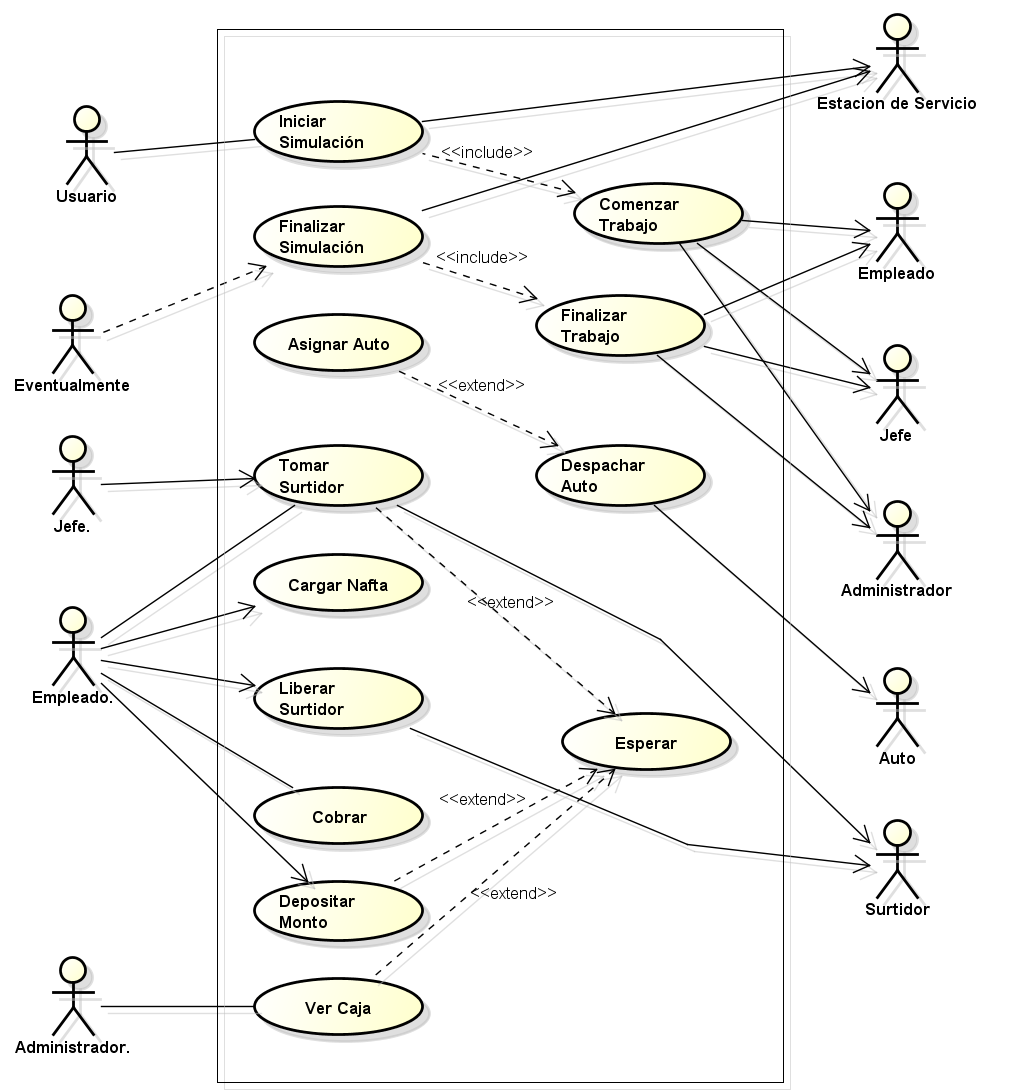 Estacion de Servicio
Iniciar
Simulación
<<include>>
Usuario
Comenzar
Trabajo
Finalizar
Simulación
<<include>>
Empleado
Finalizar
Trabajo
Asignar Auto
Eventualmente
<<extend>>
Jefe
Tomar
Surtidor
Despachar
Auto
Jefe.
Cargar Nafta
Administrador
<<extend>>
Empleado.
Liberar
Surtidor
Esperar
Auto
<<extend>>
Cobrar
<<extend>>
Depositar
Monto
Surtidor
Ver Caja
Administrador.